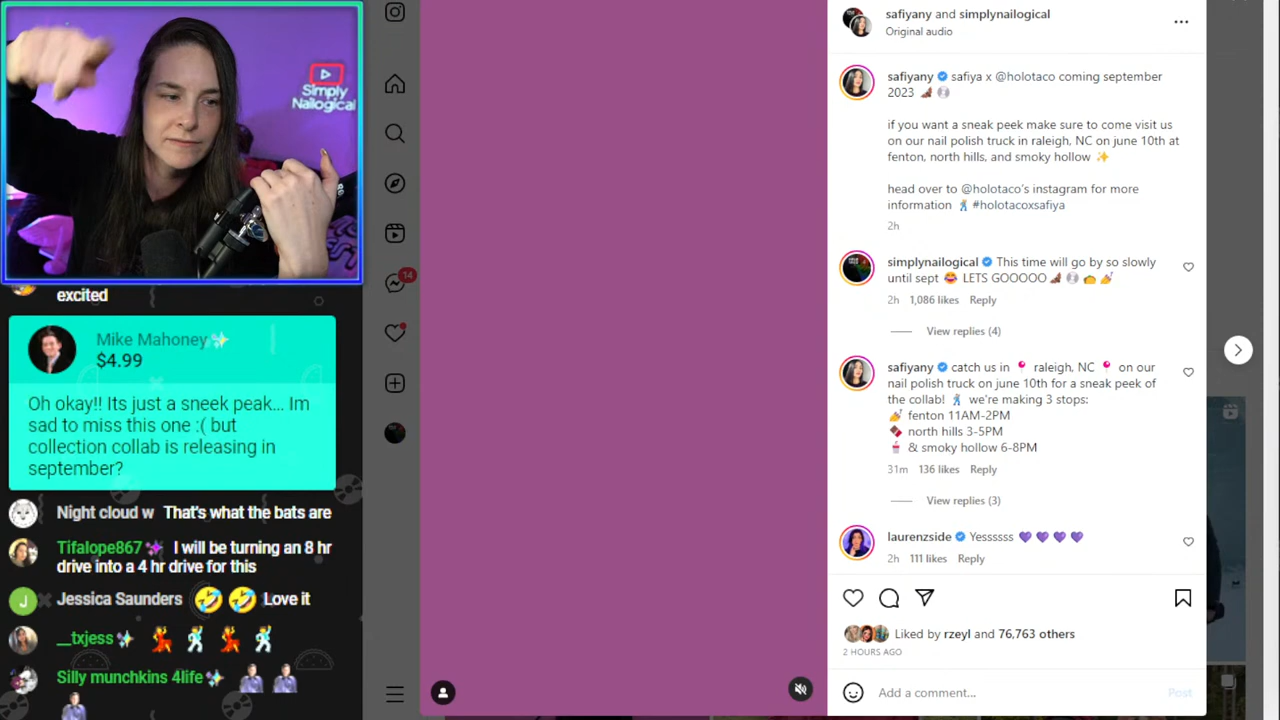 Simply
Nailogical
excited
Mike Mahoney
$4.99
Oh okay!! Its just a sneek peak... Im
sad to miss this one :( but
collection collab is releasing in
september?
Night cloud w That's what the bats are
Tifalope867 I will be turning an 8 hr
drive into a 4 hr drive for this
J
Jessica Saunders 🤣 🤣 Love it
__txjess 💃 🕺 💃 🕺
Silly munchkins 4life
14
safiyany and simplynailogical
Original audio
safiyany safiya x @holotaco coming september
2023
if you want a sneak peek make sure to come visit us
on our nail polish truck in raleigh, NC on june 10th at
fenton, north hills, and smoky hollow ✨
head over to @holotaco's instagram for more
information #holotacoxsafiya
2h
simplynailogical This time will go by so slowly
until sept 😂 LETS GOOOOO 🌮 💅
2h 1,086 likes Reply
View replies (4)
safiyany catch us in 📍 raleigh, NC 📍 on our
nail polish truck on june 10th for a sneak peek of
the collab! we're making 3 stops:
💅 fenton 11AM-2PM
🍫 north hills 3-5PM
& smoky hollow 6-8PM
31m 136 likes Reply
View replies (3)
laurenzside Yessssss 💜 💜 💜 💜
2h 111 likes Reply
Liked by rzeyl and 76,763 others
2 HOURS AGO
Add a comment...
Post